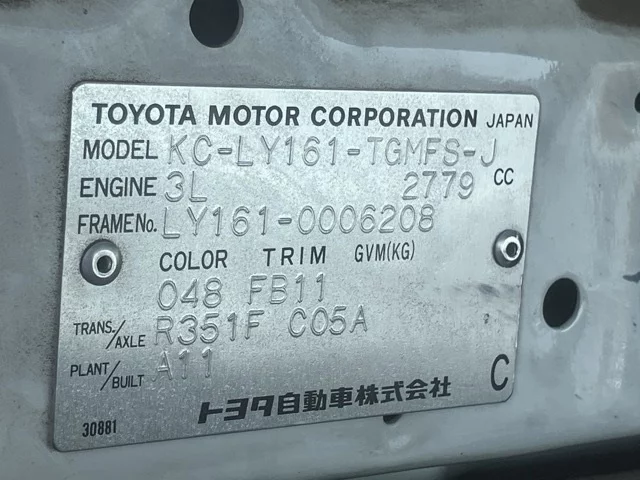 TOYOTA MOTOR CORPORATION JAPAN
MODEL KC-LY161-TGMFS-J
ENGINE 3L 2779 CC
FRAME No. LY161-0006208
COLOR TRIM GVM(KG)
048 FB11
TRANS./AXLE R351F C05A
PLANT/BUILT A11
トヨタ自動車株式会社 C
30881